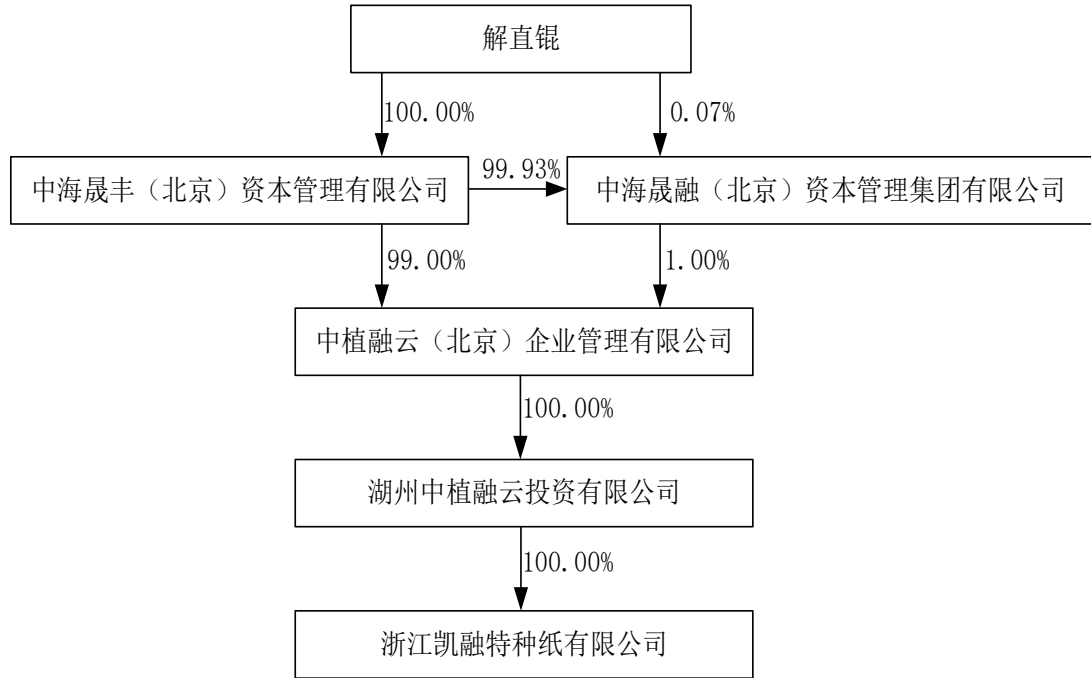 解直锟
100.00%
0.07%
中海晟丰（北京）资本管理有限公司
99.93%
中海晟融（北京）资本管理集团有限公司
99.00%
1.00%
中植融云（北京）企业管理有限公司
100.00%
湖州中植融云投资有限公司
100.00%
浙江凯融特种纸有限公司